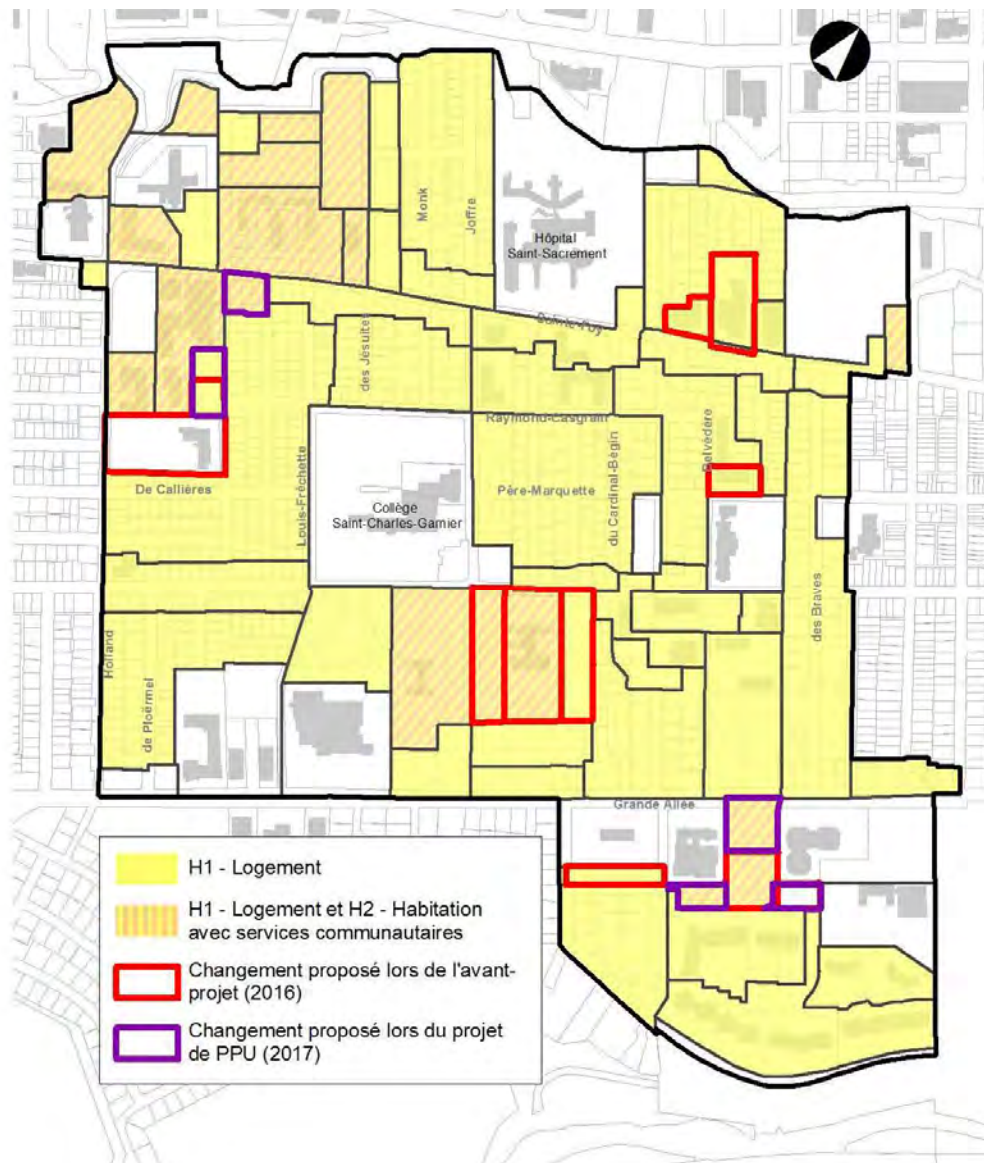 Monk
Joffre
Hôpital
Saint-Sacrement
Sainte-Foy
des Jésuites
Raymond-Casgrain
Belvédère
De Callières
Louis-Fréchette
Père-Marquette
du Cardinal-Bégin
Collège
Saint-Charles-Garnier
des Braves
Holland
de Ploërmel
Grande Allée
H1 - Logement
H1 - Logement et H2 - Habitation
avec services communautaires
Changement proposé lors de l'avant-
projet (2016)
Changement proposé lors du projet
de PPU (2017)